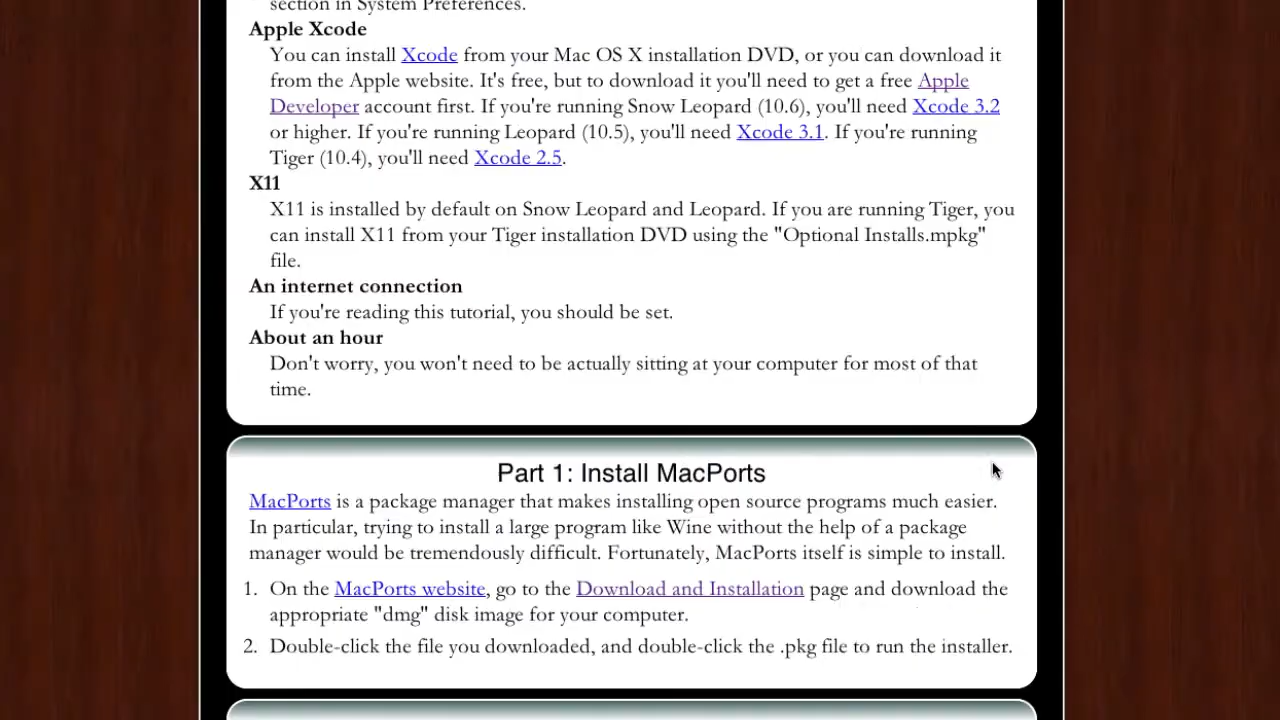 section in System Preferences.
Apple Xcode
You can install Xcode from your Mac OS X installation DVD, or you can download it
from the Apple website. It's free, but to download it you'll need to get a free Apple
Developer account first. If you're running Snow Leopard (10.6), you'll need Xcode 3.2
or higher. If you're running Leopard (10.5), you'll need Xcode 3.1. If you're running
Tiger (10.4), you'll need Xcode 2.5.
X11
X11 is installed by default on Snow Leopard and Leopard. If you are running Tiger, you
can install X11 from your Tiger installation DVD using the "Optional Installs.mpkg"
file.
An internet connection
If you're reading this tutorial, you should be set.
About an hour
Don't worry, you won't need to be actually sitting at your computer for most of that
time.
Part 1: Install MacPorts
MacPorts is a package manager that makes installing open source programs much easier.
In particular, trying to install a large program like Wine without the help of a package
manager would be tremendously difficult. Fortunately, MacPorts itself is simple to install.
1. On the MacPorts website, go to the Download and Installation page and download the
appropriate "dmg" disk image for your computer.
2. Double-click the file you downloaded, and double-click the .pkg file to run the installer.